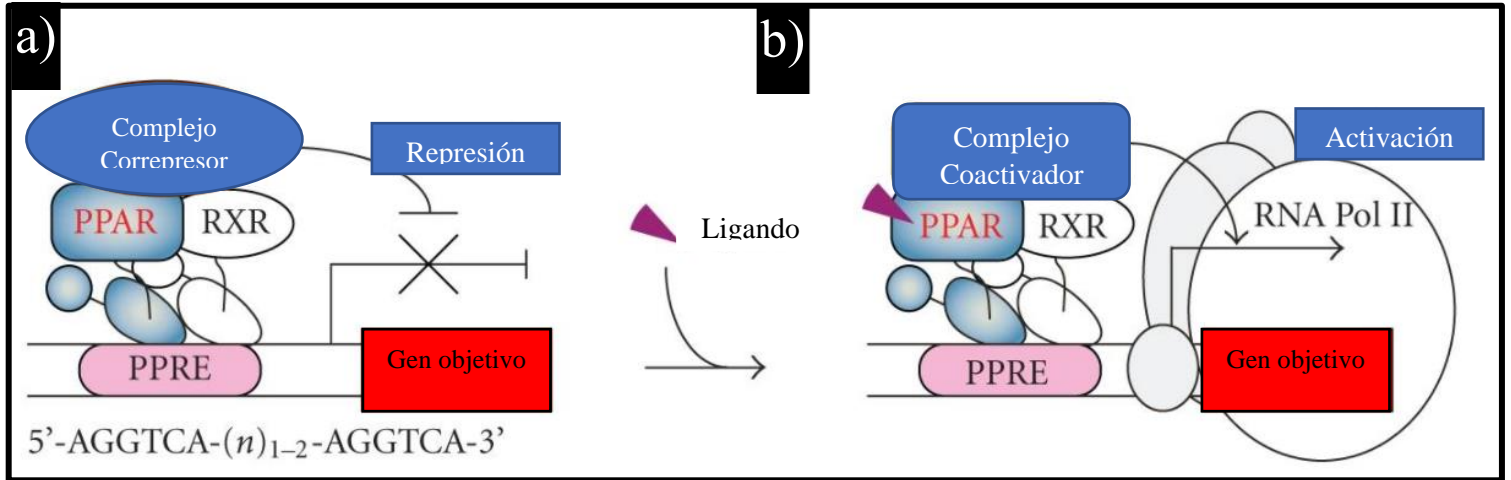 a)
Complejo
Correpresor
Represión
PPAR
RXR
PPRE
Gen objetivo
5’-AGGTCA-(n)1–2-AGGTCA-3’
Ligando
b)
Complejo
Coactivador
Activación
PPAR
RXR
RNA Pol II
PPRE
Gen objetivo